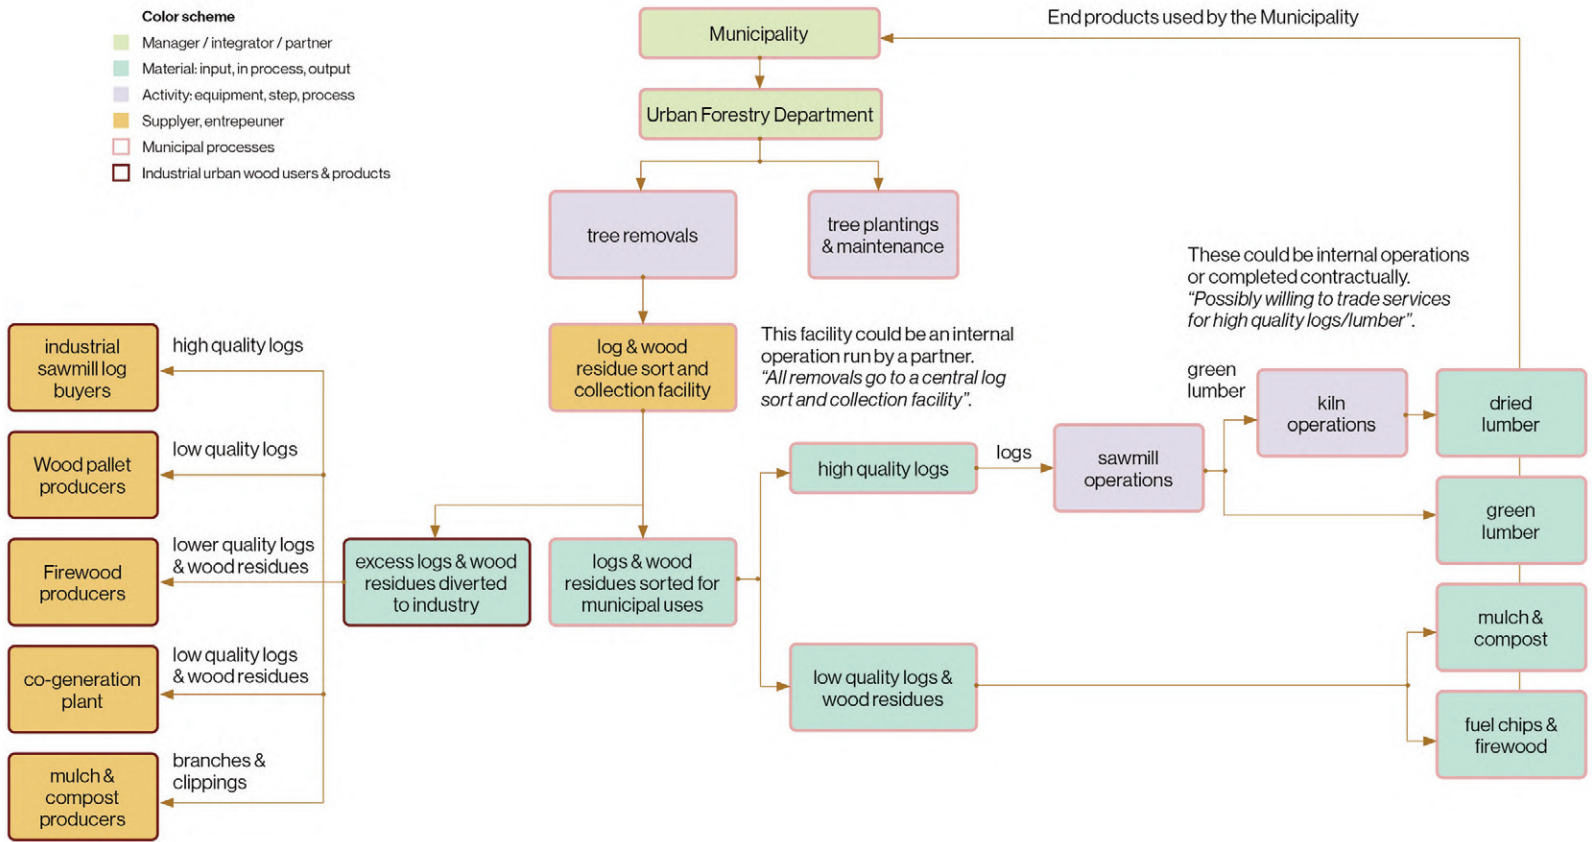 Color scheme
Manager / integrator / partner
Material: input, in process, output
Activity: equipment, step, process
Supplyer, entrepeuner
Municipal processes
Industrial urban wood users & products
Municipality
End products used by the Municipality
Urban Forestry Department
tree removals
tree plantings
& maintenance
These could be internal operations
or completed contractually.
“Possibly willing to trade services
for high quality logs/lumber”.
log & wood
residue sort and
collection facility
This facility could be an internal
operation run by a partner.
“All removals go to a central log
sort and collection facility”.
industrial
sawmill log
buyers
high quality logs
Wood pallet
producers
low quality logs
Firewood
producers
lower quality logs
& wood residues
co-generation
plant
low quality logs
& wood residues
mulch &
compost
producers
branches &
clippings
excess logs & wood
residues diverted
to industry
logs & wood
residues sorted for
municipal uses
high quality logs
logs
sawmill
operations
green
lumber
kiln
operations
dried
lumber
green
lumber
low quality logs &
wood residues
mulch &
compost
fuel chips &
firewood